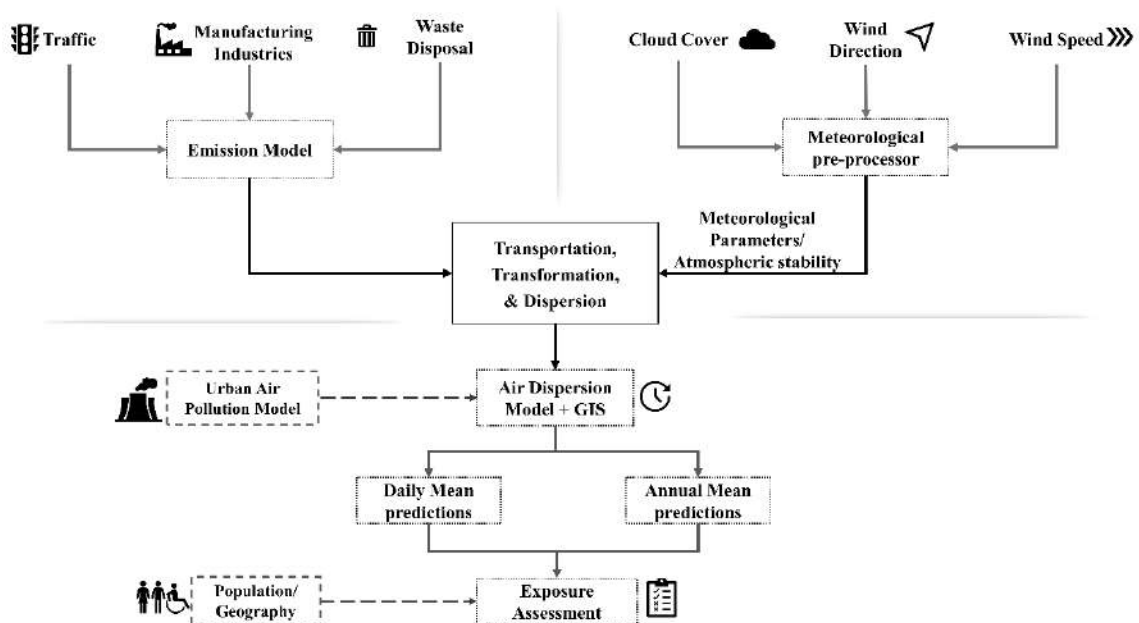 Traffic
Manufacturing
Industries
Waste
Disposal
Cloud Cover
Wind
Direction
Wind Speed
Emission Model
Meteorological
pre-processor
Meteorological
Parameters/
Atmospheric stability
Transportation,
Transformation,
& Dispersion
Urban Air
Pollution Model
Air Dispersion
Model + GIS
Daily Mean
predictions
Annual Mean
predictions
Population/
Geography
Exposure
Assessment